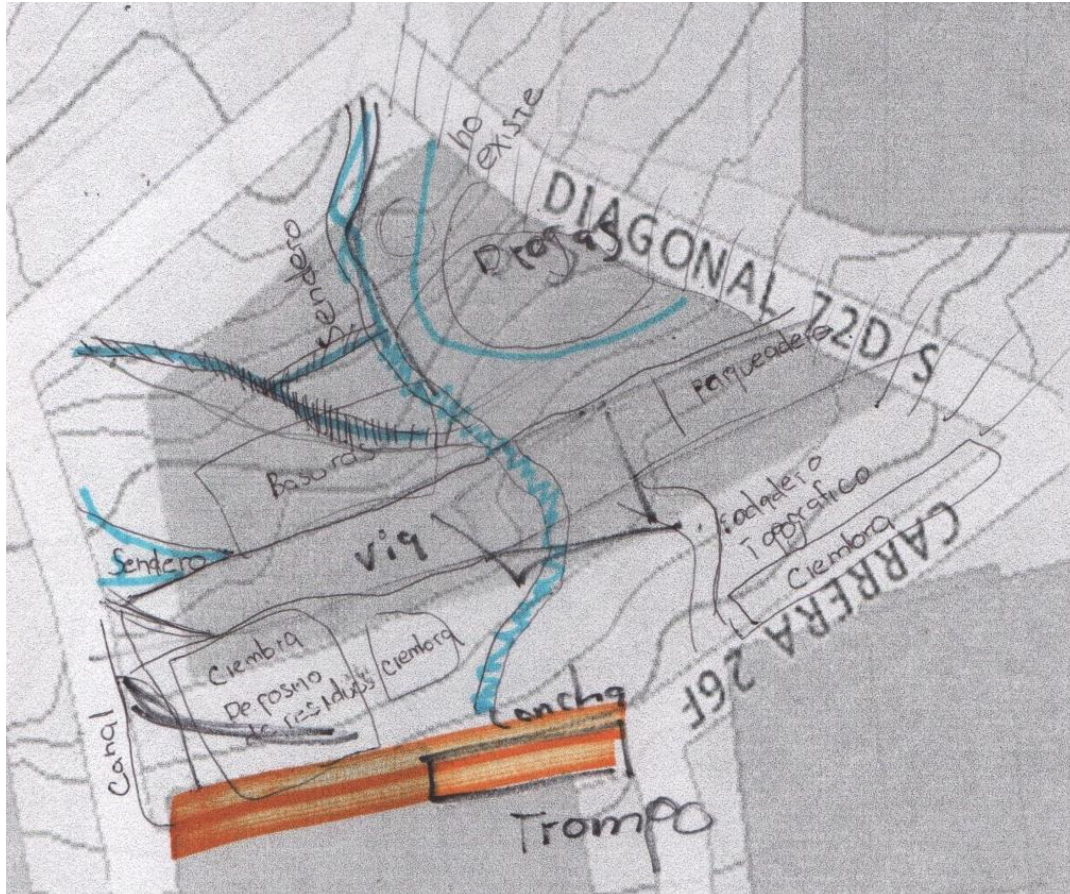 no
existe
DIAGONAL 72D S
Drogas
Sendero
Parqueadero
Basuras
Topografico
Ciembra
Via
Sendero
CARRERA 26F
Ciembra
Deposito
de residuos
Ciembra
Canal
Concha
Trompo